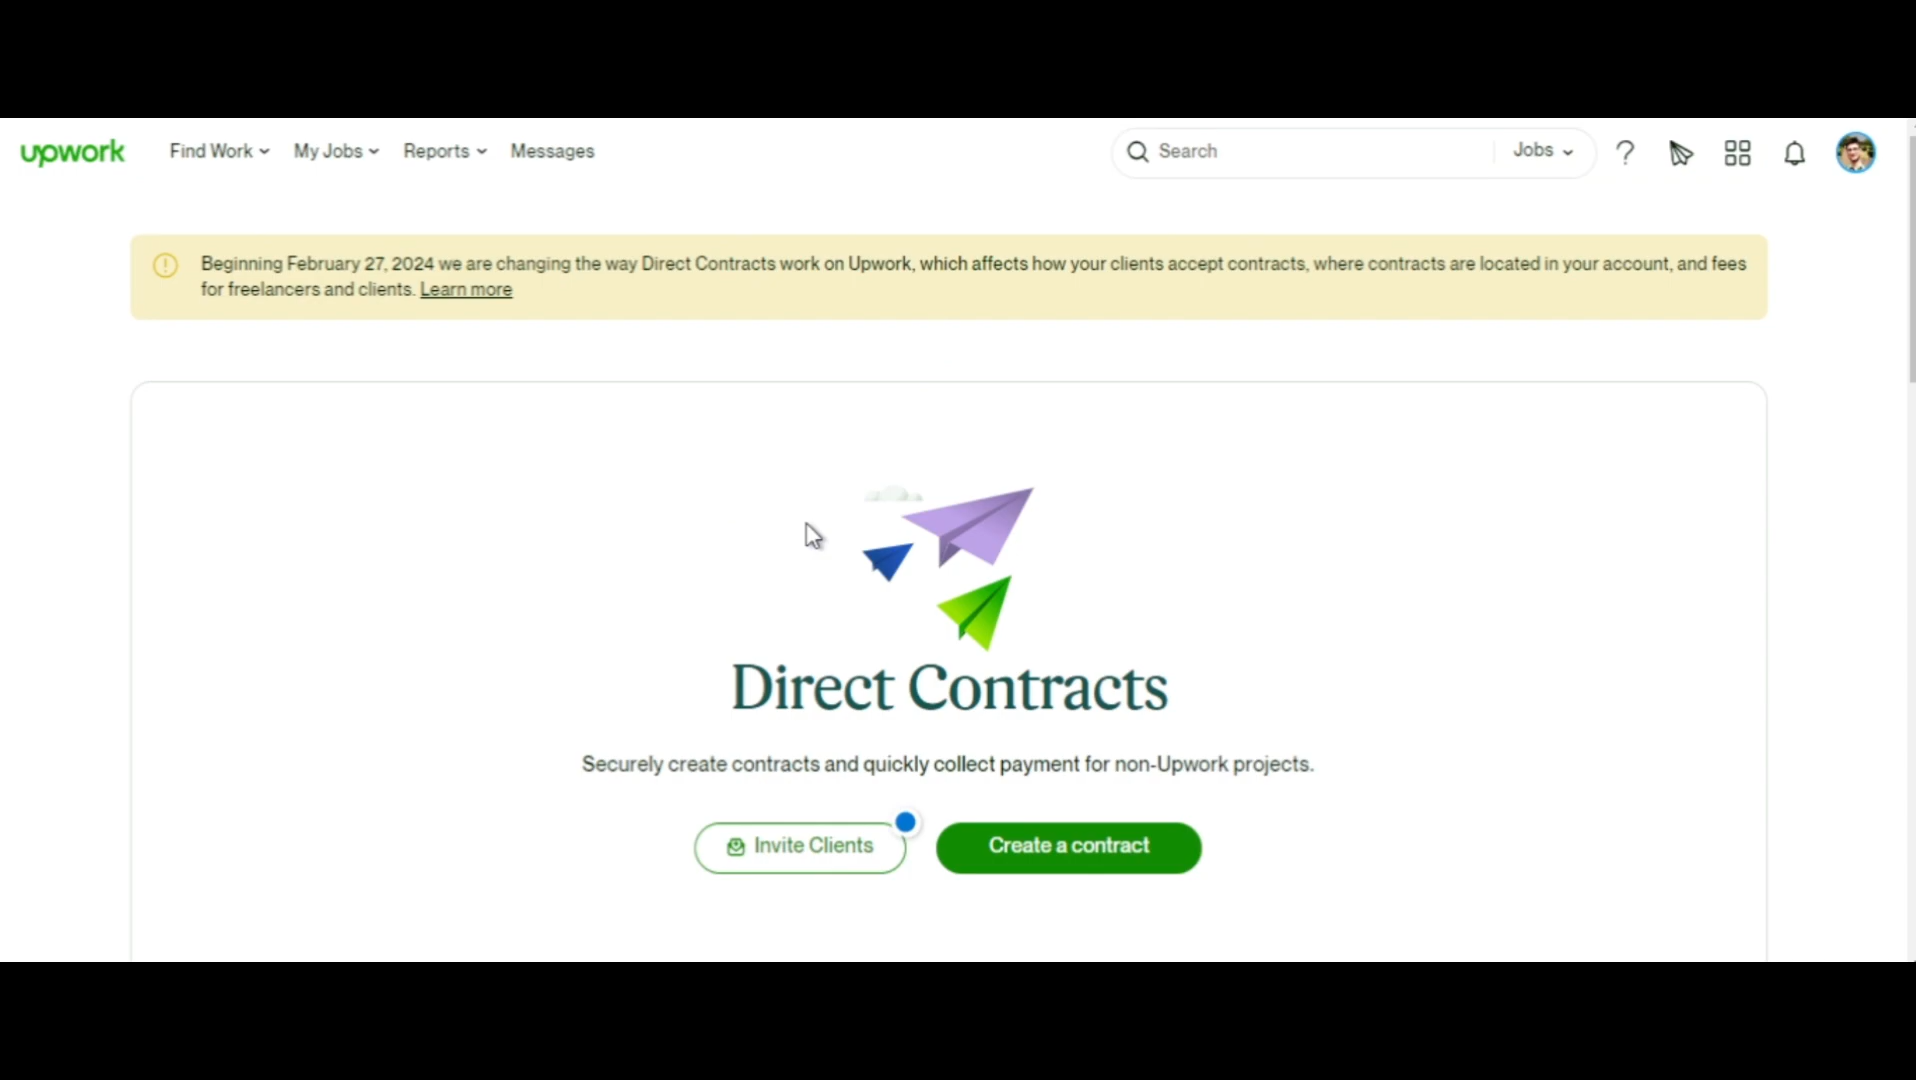 upwork Find Work My Jobs Reports Messages Search Jobs
Beginning February 27, 2024 we are changing the way Direct Contracts work on Upwork, which affects how your clients accept contracts, where contracts are located in your account, and fees
for freelancers and clients. Learn more
Direct Contracts
Securely create contracts and quickly collect payment for non-Upwork projects.
Invite Clients Create a contract